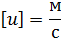 [u] = м/с